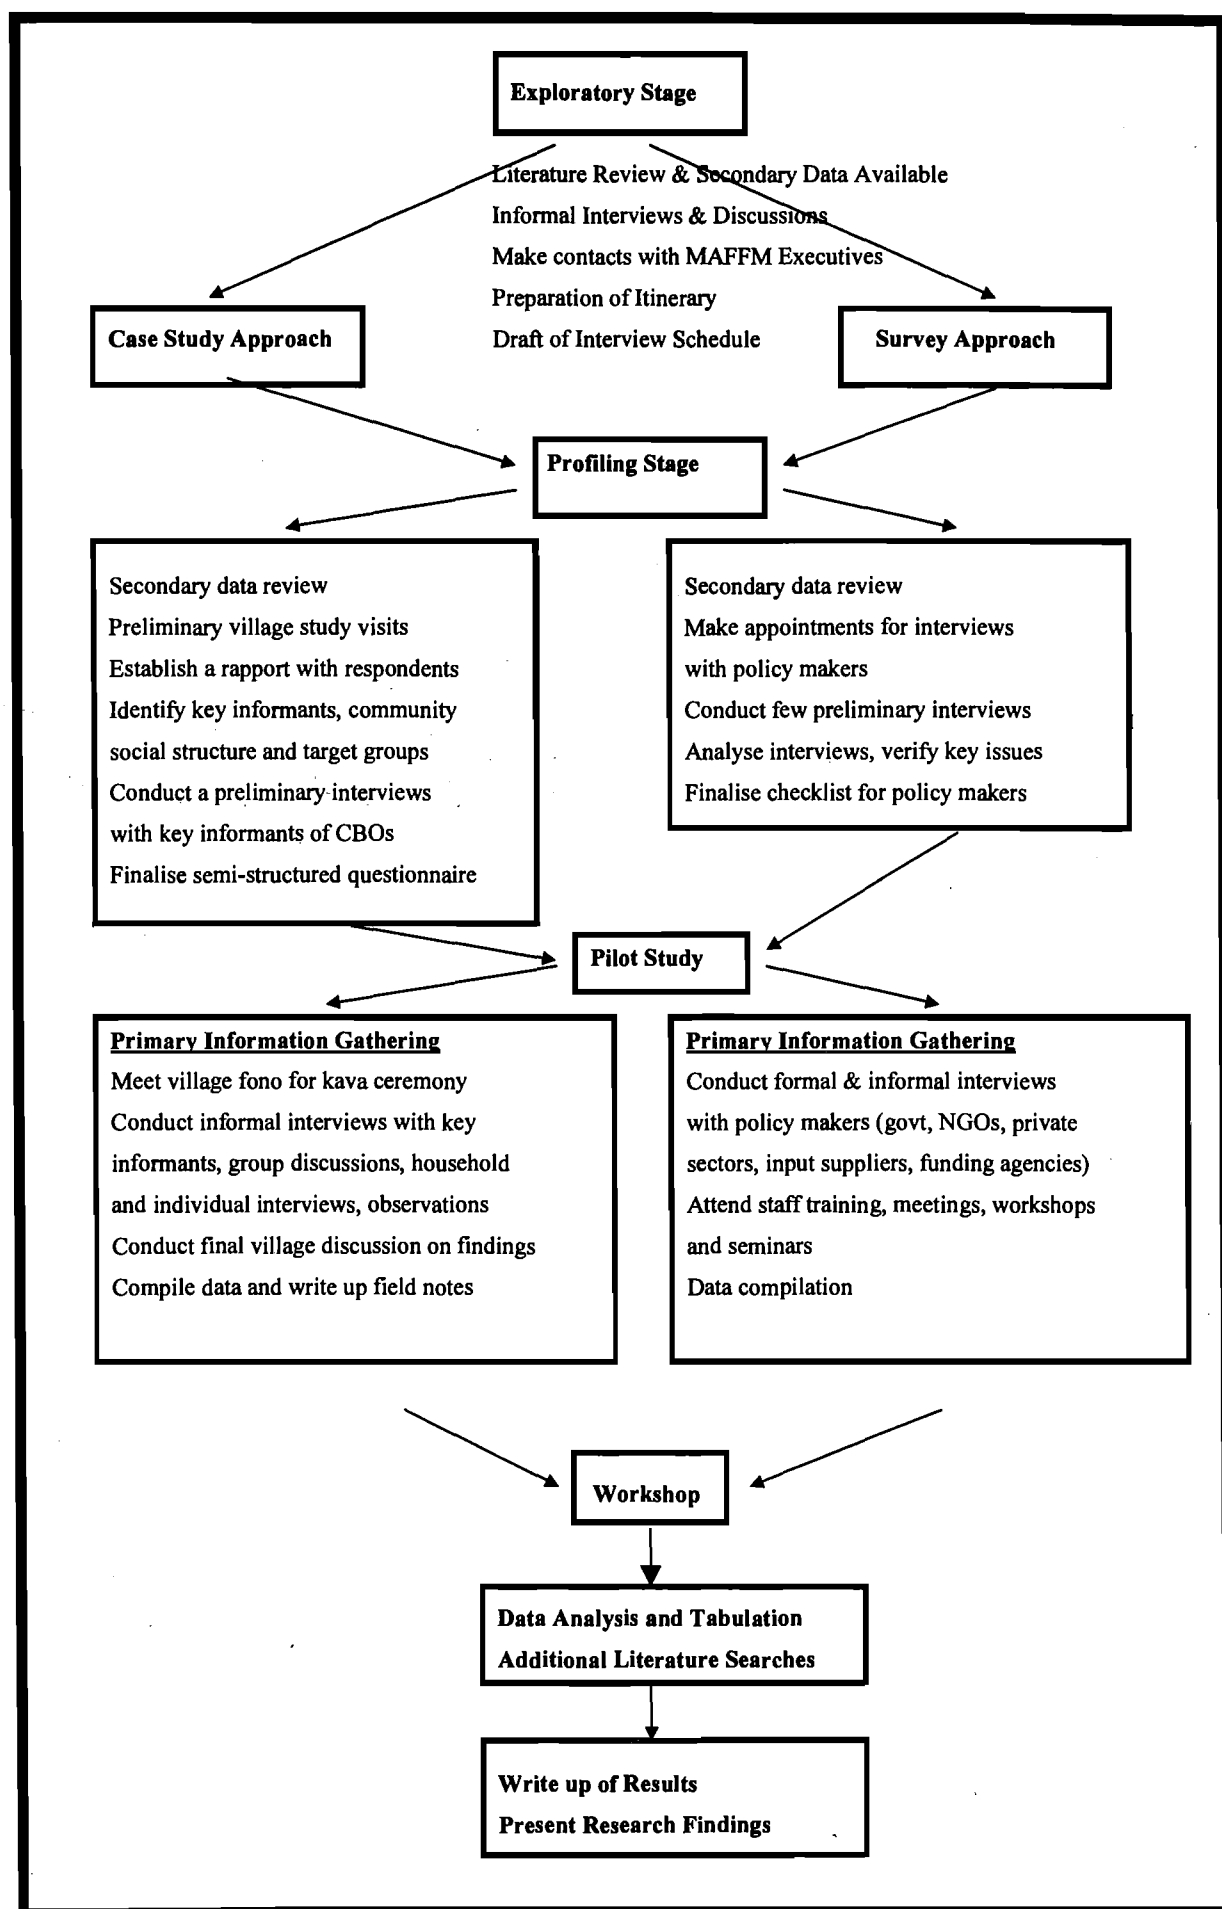 Exploratory Stage
Literature Review & Secondary Data Available
Informal Interviews & Discussions
Make contacts with MAFFM Executives
Preparation of Itinerary
Draft of Interview Schedule
Case Study Approach
Survey Approach
Profiling Stage
Secondary data review
Preliminary village study visits
Establish a rapport with respondents
Identify key informants, community
social structure and target groups
Conduct a preliminary interviews
with key informants of CBOs
Finalise semi-structured questionnaire
Secondary data review
Make appointments for interviews
with policy makers
Conduct few preliminary interviews
Analyse interviews, verify key issues
Finalise checklist for policy makers
Pilot Study
Primary Information Gathering
Meet village fono for kava ceremony
Conduct informal interviews with key
informants, group discussions, household
and individual interviews, observations
Conduct final village discussion on findings
Compile data and write up field notes
Primary Information Gathering
Conduct formal & informal interviews
with policy makers (govt, NGOs, private
sectors, input suppliers, funding agencies)
Attend staff training, meetings, workshops
and seminars
Data compilation
Workshop
Data Analysis and Tabulation
Additional Literature Searches
Write up of Results
Present Research Findings